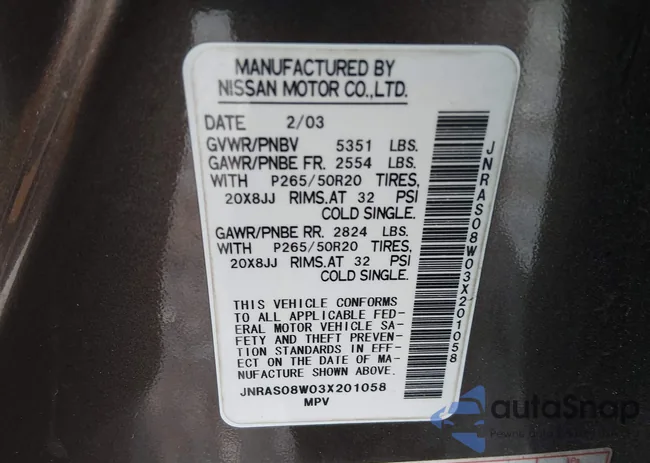 MANUFACTURED BY
NISSAN MOTOR CO.,LTD.
DATE 2/03
GVWR/PNBV 5351 LBS.
GAWR/PNBE FR. 2554 LBS.
WITH P265/50R20 TIRES,
20X8JJ RIMS.AT 32 PSI
COLD SINGLE.
GAWR/PNBE RR. 2824 LBS.
WITH P265/50R20 TIRES,
20X8JJ RIMS.AT 32 PSI
COLD SINGLE.
THIS VEHICLE CONFORMS
TO ALL APPLICABLE FED-
ERAL MOTOR VEHICLE SA-
FETY AND THEFT PREVEN-
TION STANDARDS IN EFF-
ECT ON THE DATE OF MA-
NUFACTURE SHOWN ABOVE.
JNRAS08W03X201058
MPV
JNRAS08W03X201058
autoSnap